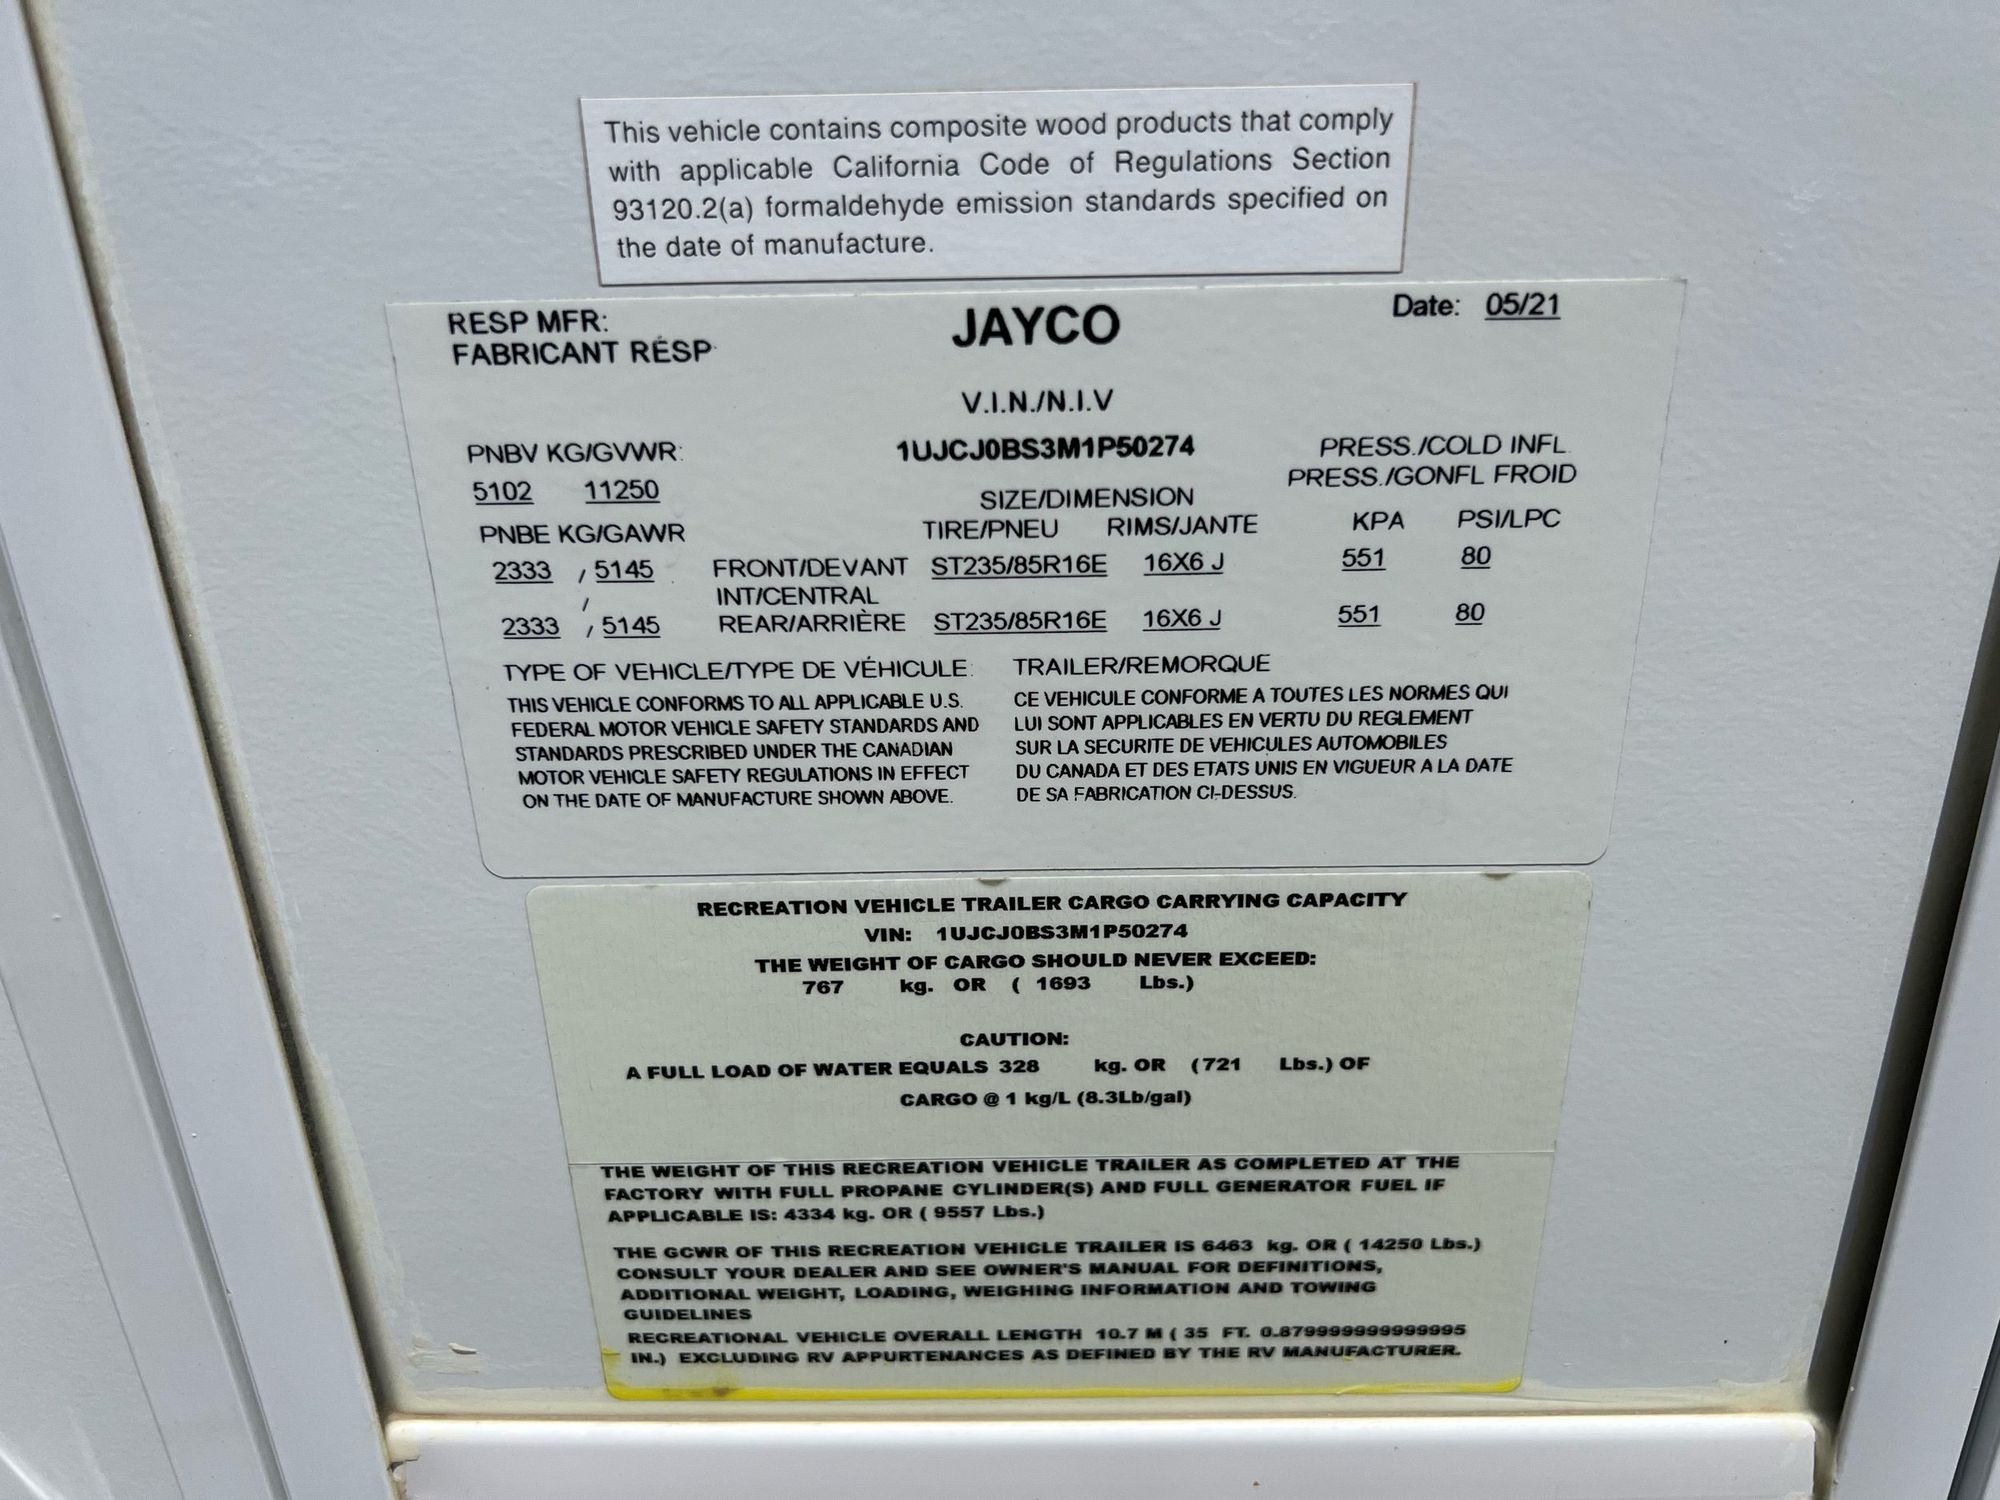 This vehicle contains composite wood products that comply
with applicable California Code of Regulations Section
93120.2(a) formaldehyde emission standards specified on
the date of manufacture.
RESP MFR: JAYCO Date: 05/21
FABRICANT RÉSP
V.I.N./N.I.V
PNBV KG/GVWR: 1UJCJ0BS3M1P50274 PRESS./COLD INFL
5102 11250 PRESS./GONFL FROID
SIZE/DIMENSION
PNBE KG/GAWR TIRE/PNEU RIMS/JANTE KPA PSI/LPC
2333 , 5145 FRONT/DEVANT ST235/85R16E 16X6 J 551 80
, INT/CENTRAL
2333 , 5145 REAR/ARRIÈRE ST235/85R16E 16X6 J 551 80
TYPE OF VEHICLE/TYPE DE VÉHICULE: TRAILER/REMORQUE
THIS VEHICLE CONFORMS TO ALL APPLICABLE U.S.
FEDERAL MOTOR VEHICLE SAFETY STANDARDS AND
STANDARDS PRESCRIBED UNDER THE CANADIAN
MOTOR VEHICLE SAFETY REGULATIONS IN EFFECT
ON THE DATE OF MANUFACTURE SHOWN ABOVE.
CE VEHICULE CONFORME A TOUTES LES NORMES QUI
LUI SONT APPLICABLES EN VERTU DU REGLEMENT
SUR LA SECURITE DE VEHICULES AUTOMOBILES
DU CANADA ET DES ETATS UNIS EN VIGUEUR A LA DATE
DE SA FABRICATION CI-DESSUS.
RECREATION VEHICLE TRAILER CARGO CARRYING CAPACITY
VIN: 1UJCJ0BS3M1P50274
THE WEIGHT OF CARGO SHOULD NEVER EXCEED:
767 kg. OR ( 1693 Lbs.)
CAUTION:
A FULL LOAD OF WATER EQUALS 328 kg. OR (721 Lbs.) OF
CARGO @ 1 kg/L (8.3Lb/gal)
THE WEIGHT OF THIS RECREATION VEHICLE TRAILER AS COMPLETED AT THE
FACTORY WITH FULL PROPANE CYLINDER(S) AND FULL GENERATOR FUEL IF
APPLICABLE IS: 4334 kg. OR ( 9557 Lbs.)
THE GCWR OF THIS RECREATION VEHICLE TRAILER IS 6463 kg. OR ( 14250 Lbs.)
CONSULT YOUR DEALER AND SEE OWNER'S MANUAL FOR DEFINITIONS,
ADDITIONAL WEIGHT, LOADING, WEIGHING INFORMATION AND TOWING
GUIDELINES
RECREATIONAL VEHICLE OVERALL LENGTH 10.7 M ( 35 FT. 0.879999999999995
IN.) EXCLUDING RV APPURTENANCES AS DEFINED BY THE RV MANUFACTURER.